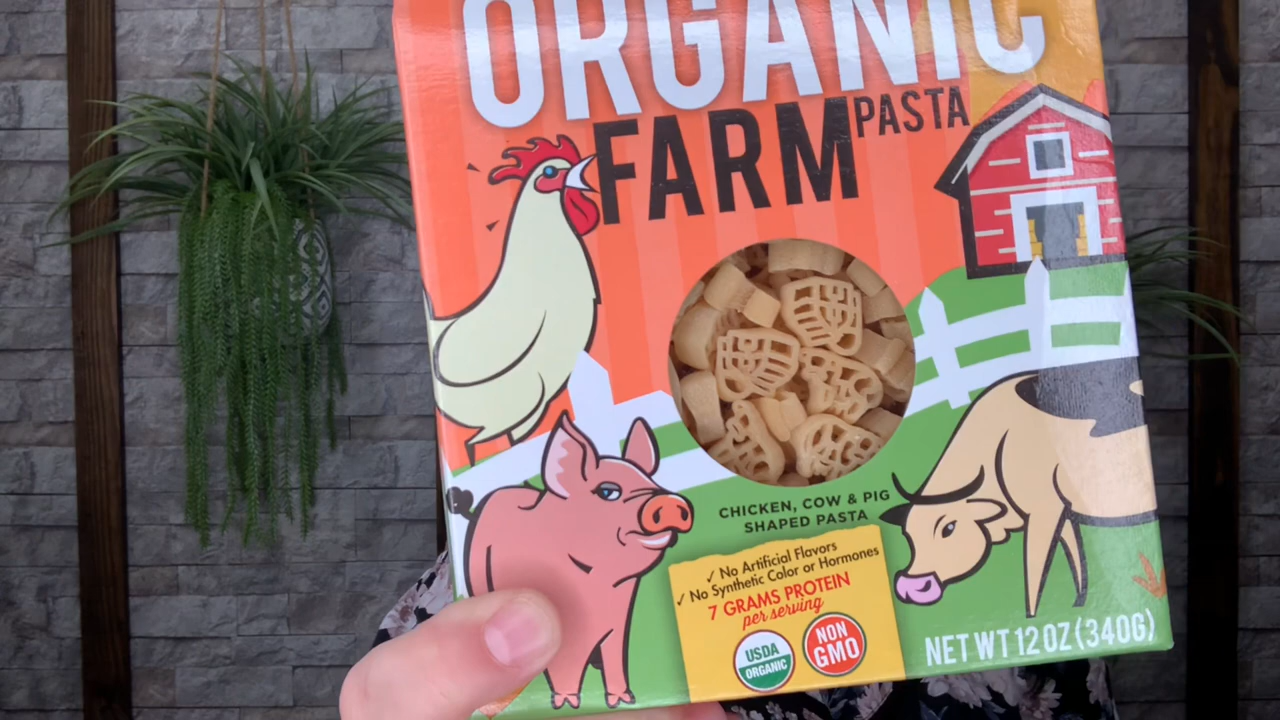 ORGANIC
FARM PASTA
CHICKEN, COW & PIG
SHAPED PASTA
✓ No Artificial Flavors
✓ No Synthetic Color or Hormones
7 GRAMS PROTEIN
per serving
USDA
ORGANIC
NON
GMO
NET WT 12 OZ (340G)